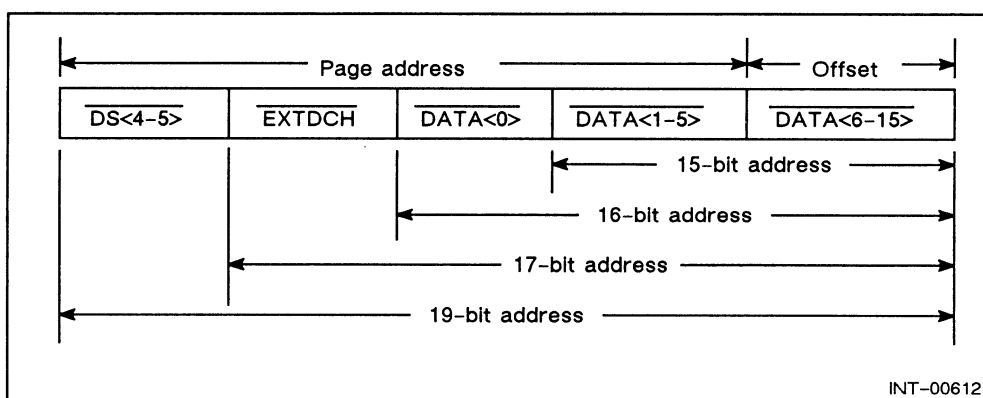 Page address Offset
DS<4-5> EXTDCH DATA<0> DATA<1-5> DATA<6-15>
15-bit address
16-bit address
17-bit address
19-bit address
INT-00612